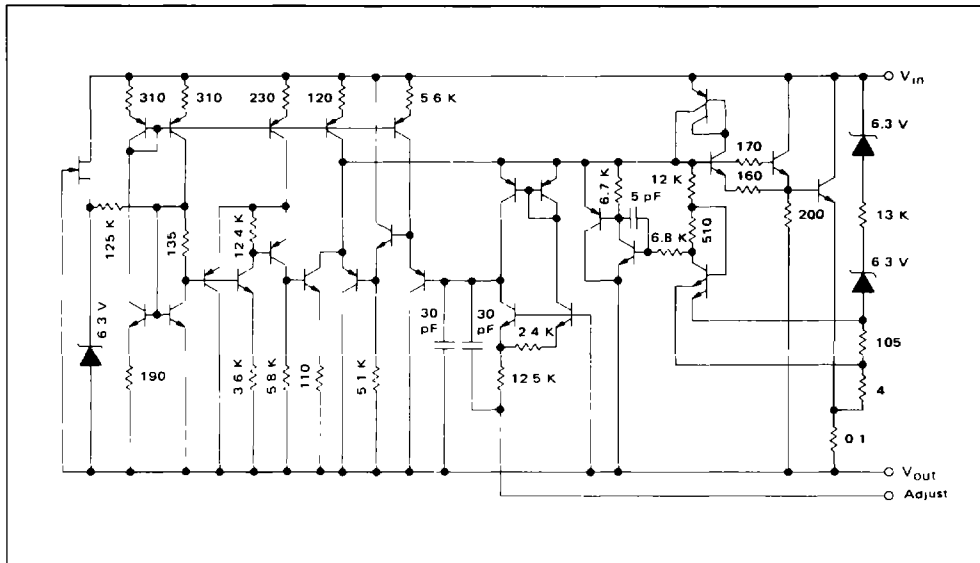 310
310
230
120
5.6 K
V_in
6.3 V
170
160
12 K
6.7 K
5 pF
6.8 K
510
200
13 K
6.3 V
125 K
135
12.4 K
6.3 V
190
3.6 K
5.8 K
110
5.1 K
30 pF
30 pF
2.4 K
12.5 K
105
4
0.1
V_out
Adjust